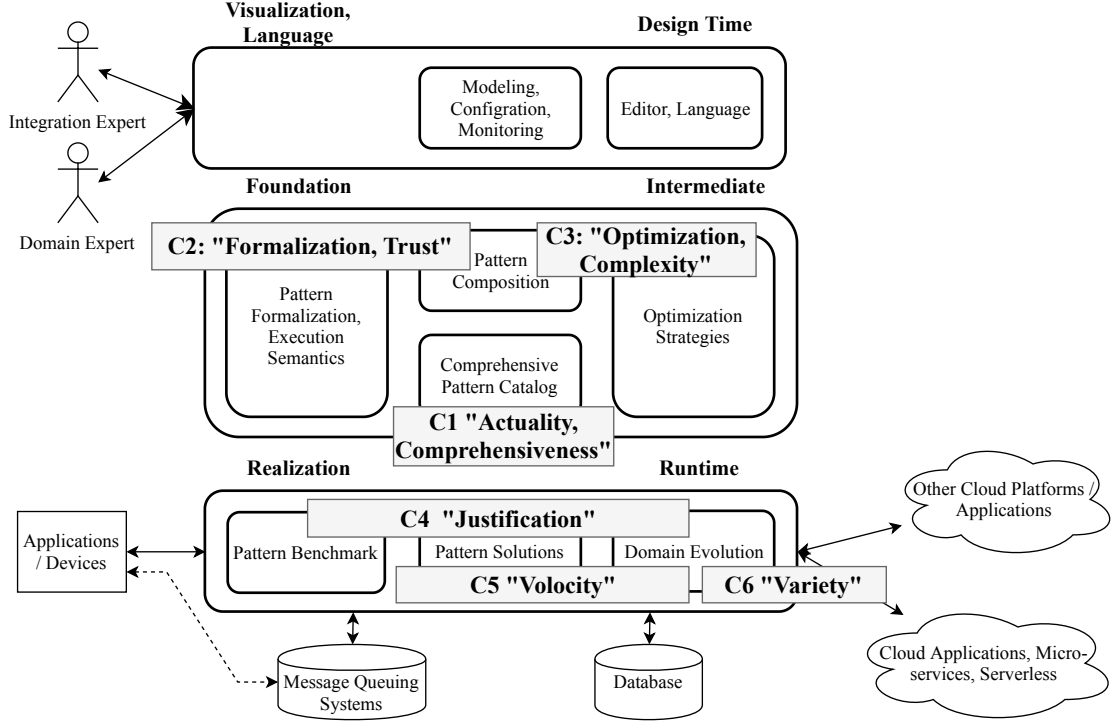 Visualization,
Language
Design Time
Integration Expert
Modeling,
Configration,
Monitoring
Editor, Language
Domain Expert
Foundation
Intermediate
C2: "Formalization, Trust"
C3: "Optimization,
Complexity"
Pattern
Composition
Pattern
Formalization,
Execution
Semantics
Optimization
Strategies
Comprehensive
Pattern Catalog
C1 "Actuality,
Comprehensiveness"
Realization
Runtime
Other Cloud Platforms /
Applications
C4 "Justification"
Applications
/ Devices
Pattern Benchmark
Pattern Solutions
Domain Evolution
C5 "Volocity"
C6 "Variety"
Message Queuing
Systems
Database
Cloud Applications, Micro-
services, Serverless